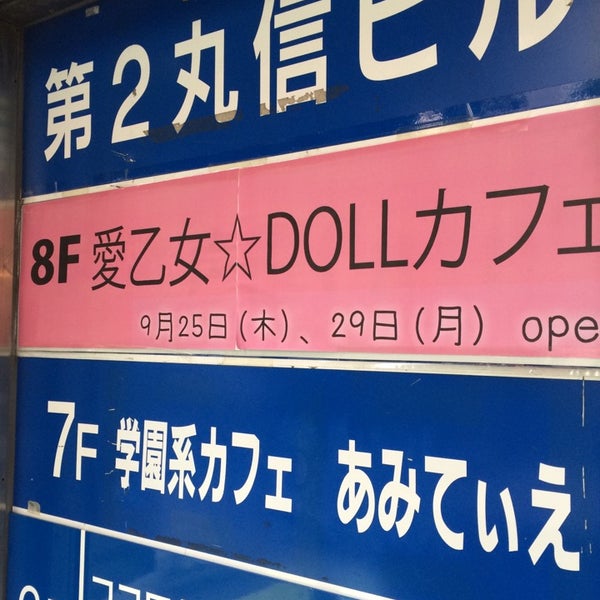 第2丸信ビル
8F 愛乙女☆DOLLカフェ
9月25日(木)、29日(月) ope
7F 学園系カフェ あみてぃえ